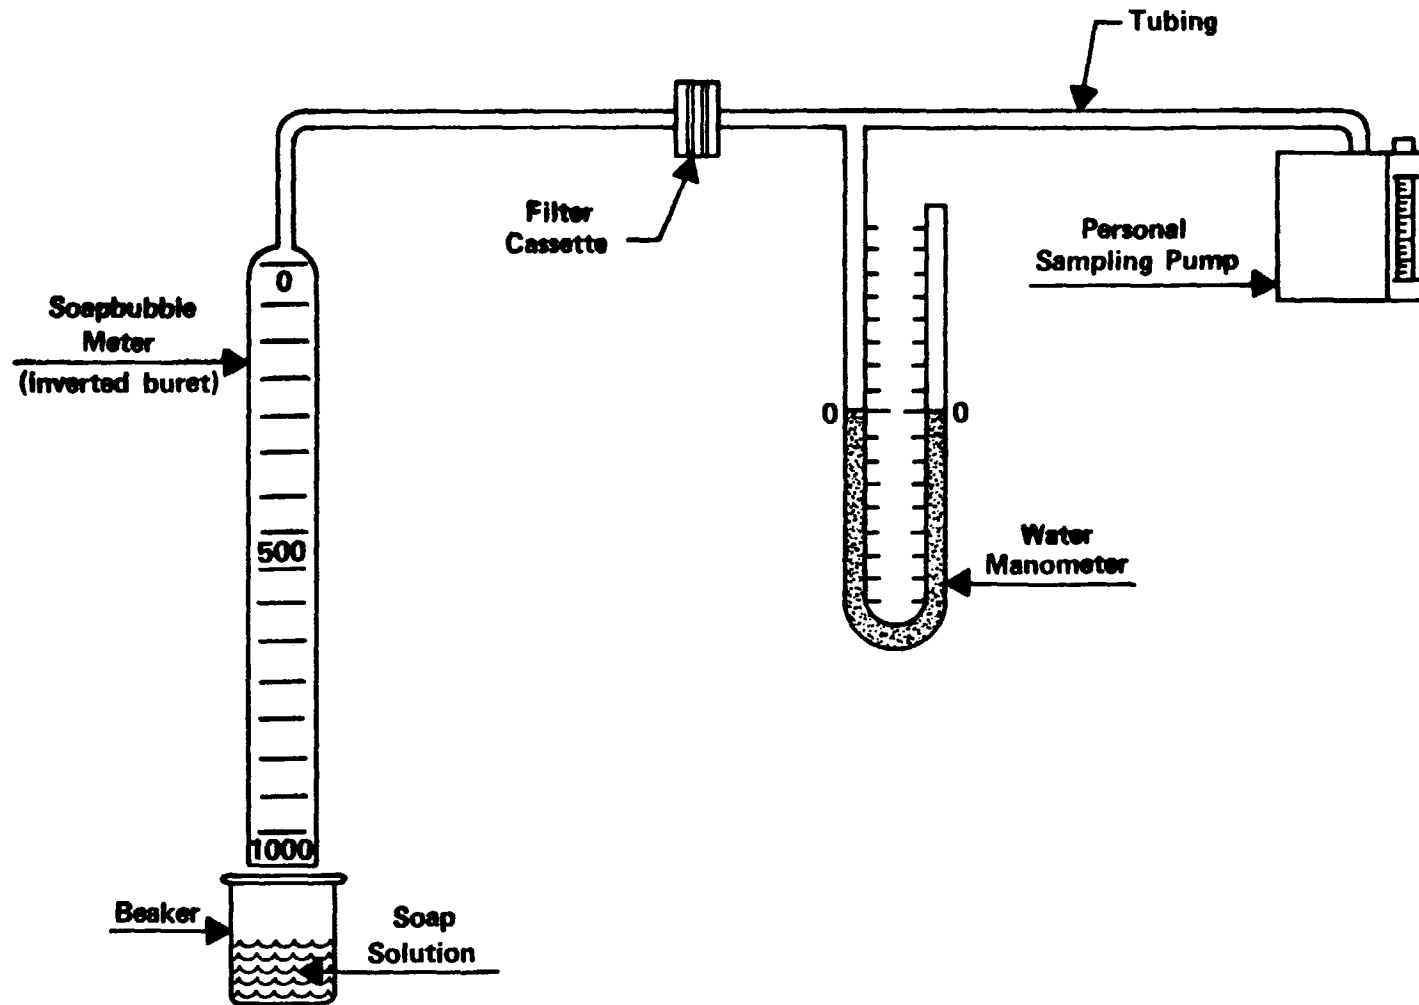 Tubing
Filter
Cassette
Personal
Sampling Pump
0
Soapbubble
Meter
(inverted buret)
0 0
500
Water
Manometer
1000
Beaker
Soap
Solution